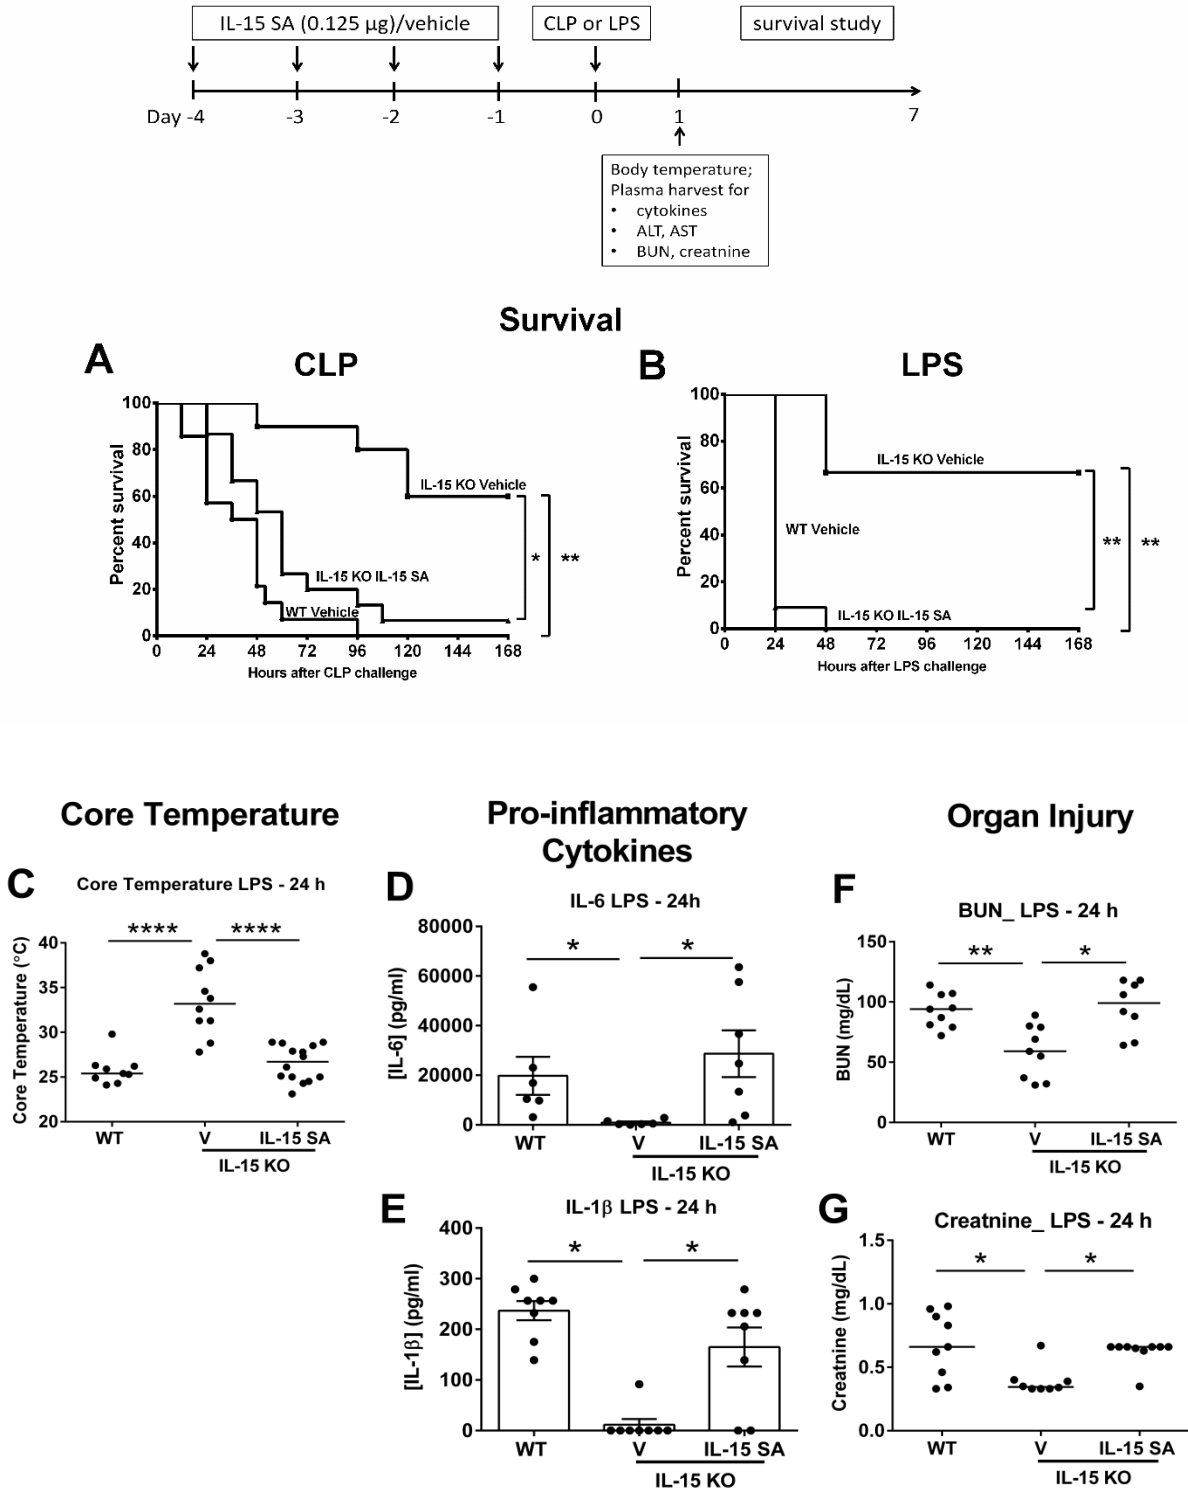 IL-15 SA (0.125 µg)/vehicle
CLP or LPS
survival study
Day -4 -3 -2 -1 0 1 7
Body temperature;
Plasma harvest for
• cytokines
• ALT, AST
• BUN, creatnine
Survival
A
CLP
Percent survival
100
80
60
40
20
0
IL-15 KO Vehicle
IL-15 KO IL-15 SA
WT Vehicle
* **
0 24 48 72 96 120 144 168
Hours after CLP challenge
B
LPS
Percent survival
100
80
60
40
20
0
IL-15 KO Vehicle
WT Vehicle
IL-15 KO IL-15 SA
** **
0 24 48 72 96 120 144 168
Hours after LPS challenge
Core Temperature
C
Core Temperature LPS - 24 h
**** ****
Core Temperature (°C)
40
35
30
25
20
WT V IL-15 SA
IL-15 KO
Pro-inflammatory
Cytokines
D
IL-6 LPS - 24h
* *
[IL-6] (pg/ml)
80000
60000
40000
20000
0
WT V IL-15 SA
IL-15 KO
E
IL-1β LPS - 24 h
* *
[IL-1β] (pg/ml)
400
300
200
100
0
WT V IL-15 SA
IL-15 KO
Organ Injury
F
BUN_ LPS - 24 h
** *
BUN (mg/dL)
150
100
50
0
WT V IL-15 SA
IL-15 KO
G
Creatnine_ LPS - 24 h
* *
Creatnine (mg/dL)
1.5
1.0
0.5
0.0
WT V IL-15 SA
IL-15 KO